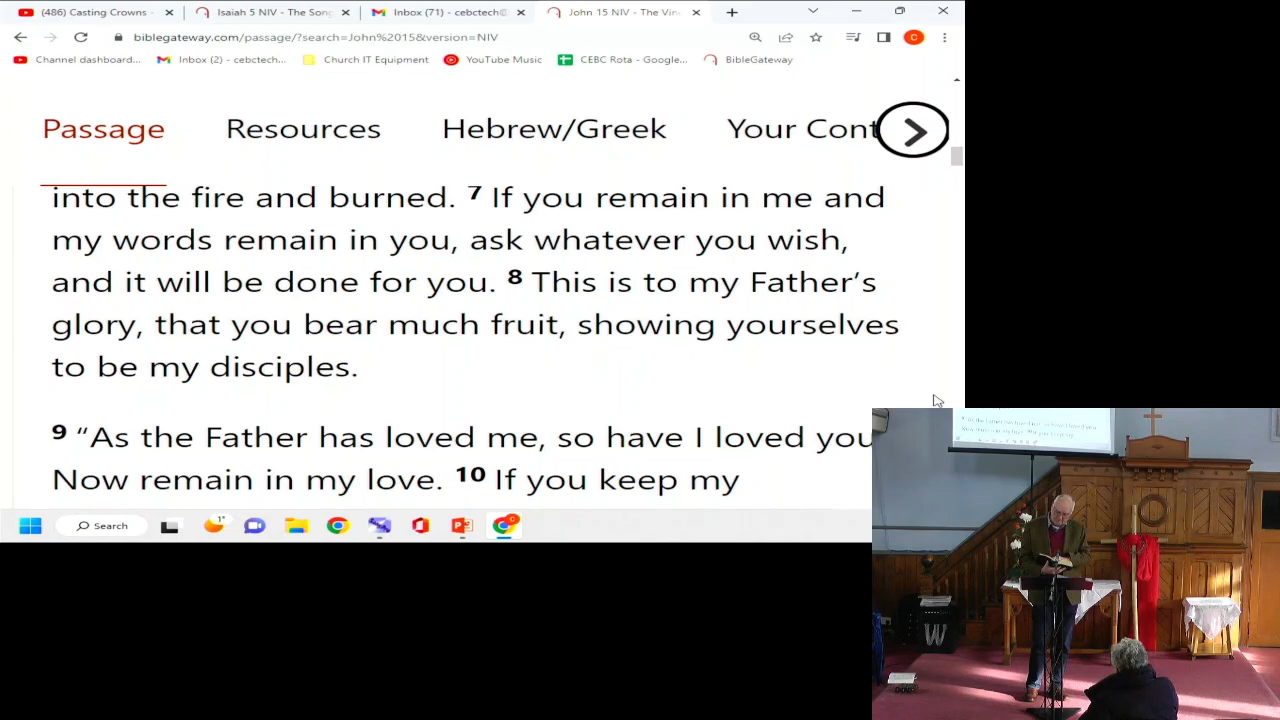 (486) Casting Crowns -
Isaiah 5 NIV - The Song
Inbox (71) - cebctech@
John 15 NIV - The Vine
biblegateway.com/passage/?search=John%2015&version=NIV
C
Channel dashboard...
Inbox (2) - cebctech...
Church IT Equipment
YouTube Music
CEBC Rota - Google...
BibleGateway
Passage
Resources
Hebrew/Greek
Your Cont
into the fire and burned. 7 If you remain in me and
my words remain in you, ask whatever you wish,
and it will be done for you. 8 This is to my Father's
glory, that you bear much fruit, showing yourselves
to be my disciples.
9 “As the Father has loved me, so have I loved you
Now remain in my love. 10 If you keep my
Search
1°
W